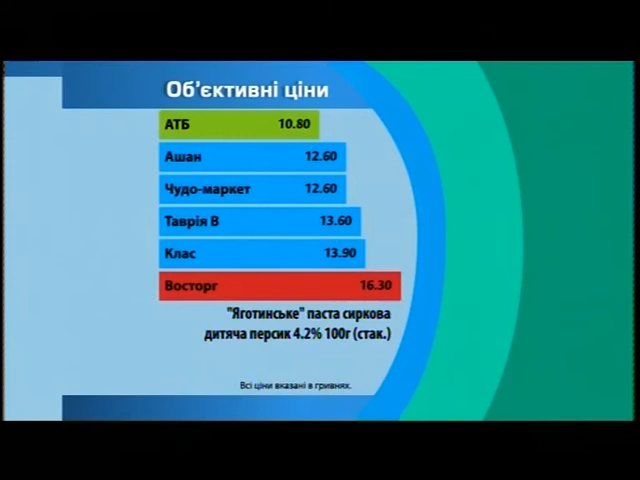 Об'єктивні ціни
АТБ 10.80
Ашан 12.60
Чудо-маркет 12.60
Таврія В 13.60
Клас 13.90
Восторг 16.30
"Яготинське" паста сиркова
дитяча персик 4.2% 100г (стак.)
Всі ціни вказані в гривнях.